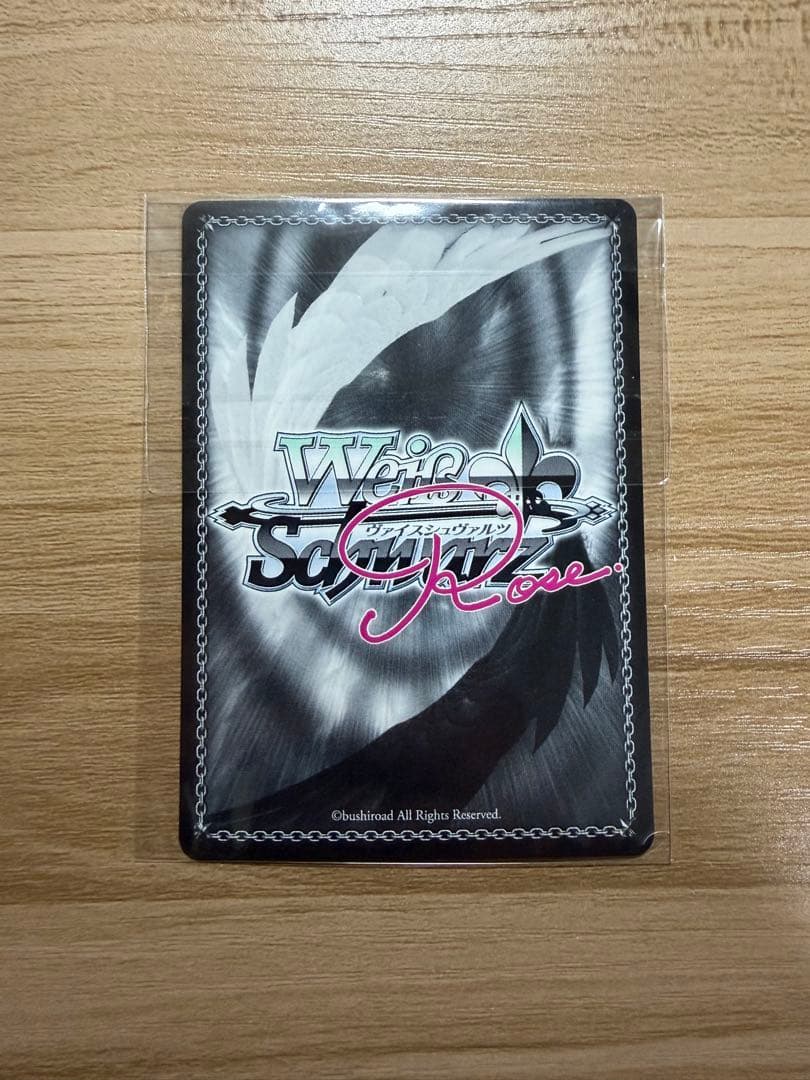 Weiß
ヴァイスシュヴァルツ
Schwarz
Rose.
©bushiroad All Rights Reserved.